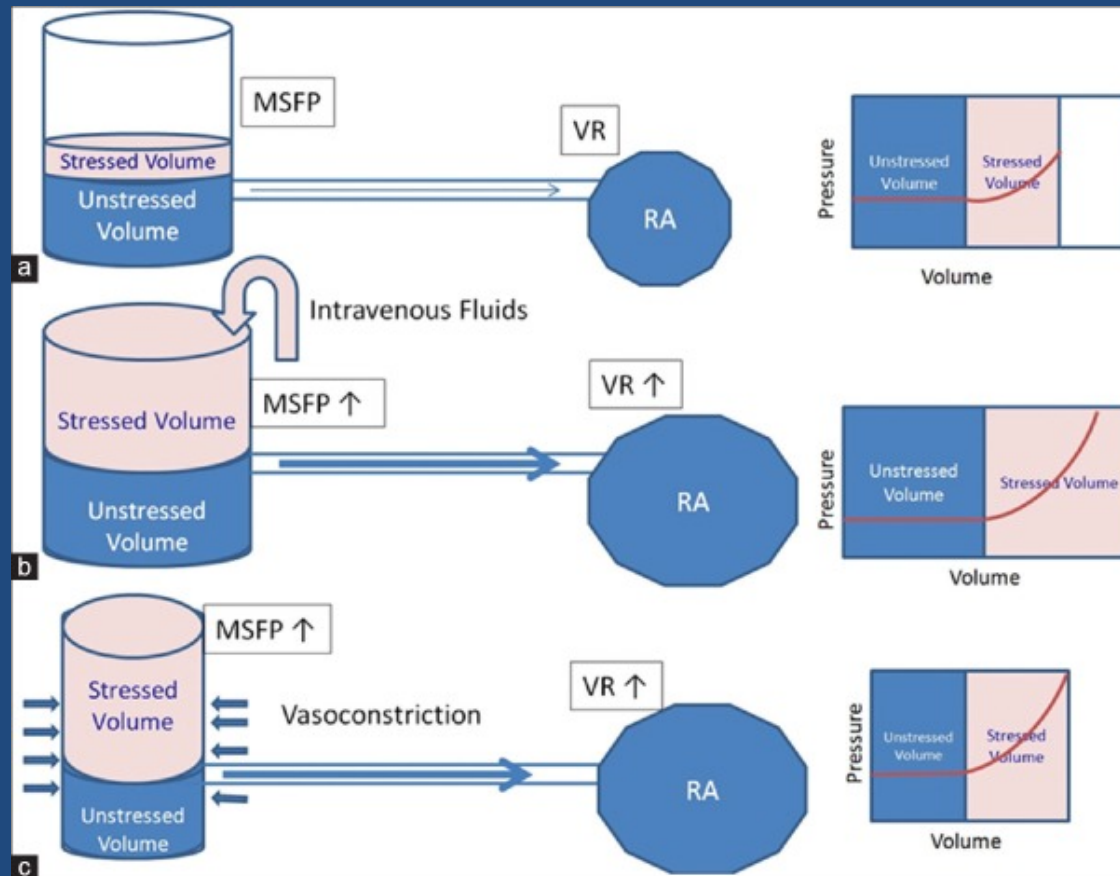 MSFP
VR
Stressed Volume
Unstressed
Volume
RA
a
Pressure
Unstressed
Volume
Stressed
Volume
Volume
Intravenous Fluids
Stressed Volume
MSFP ↑
VR ↑
Unstressed
Volume
RA
b
Pressure
Unstressed
Volume
Stressed Volume
Volume
MSFP ↑
Stressed
Volume
Vasoconstriction
VR ↑
Unstressed
Volume
RA
c
Pressure
Unstressed
Volume
Stressed
Volume
Volume